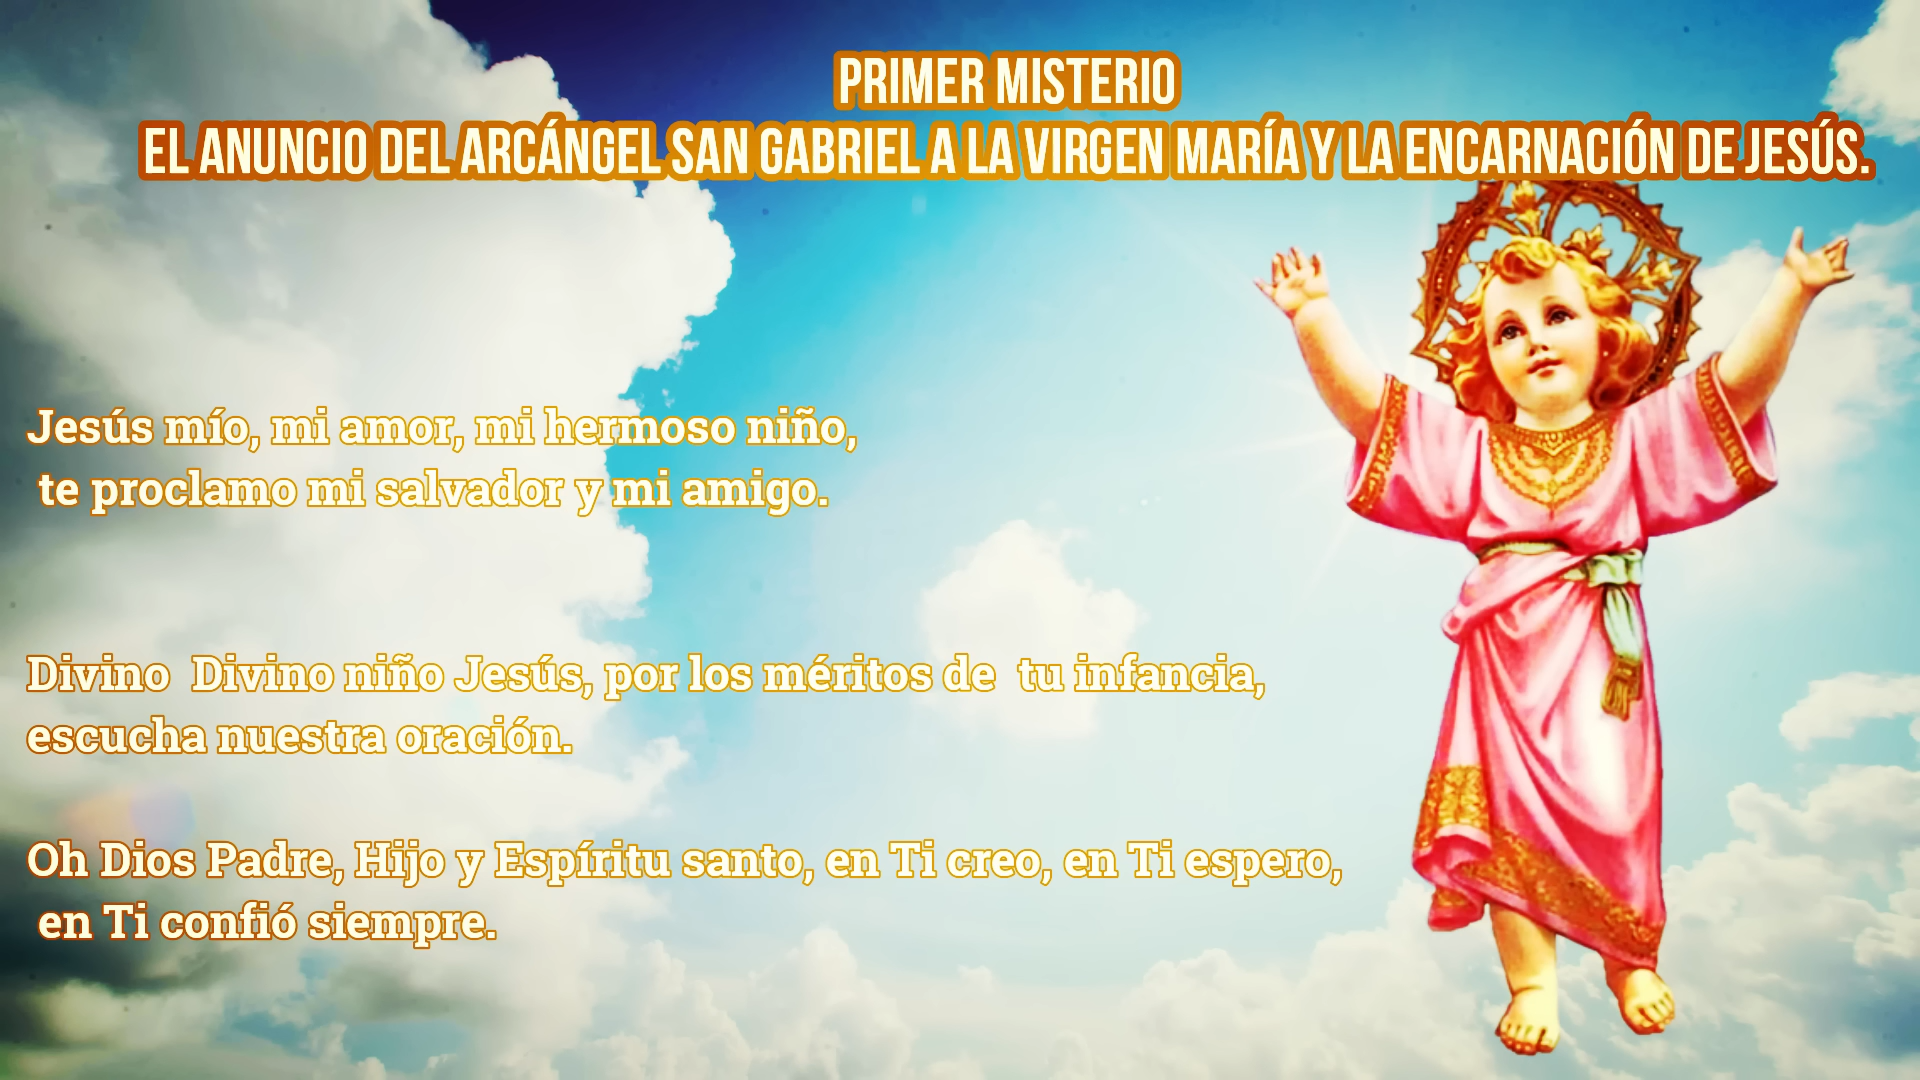 PRIMER MISTERIO
EL ANUNCIO DEL ARCÁNGEL SAN GABRIEL A LA VIRGEN MARÍA Y LA ENCARNACIÓN DE JESÚS.
Jesús mío, mi amor, mi hermoso niño,
te proclamo mi salvador y mi amigo.
Divino Divino niño Jesús, por los méritos de tu infancia,
escucha nuestra oración.
Oh Dios Padre, Hijo y Espíritu santo, en Ti creo, en Ti espero,
en Ti confió siempre.